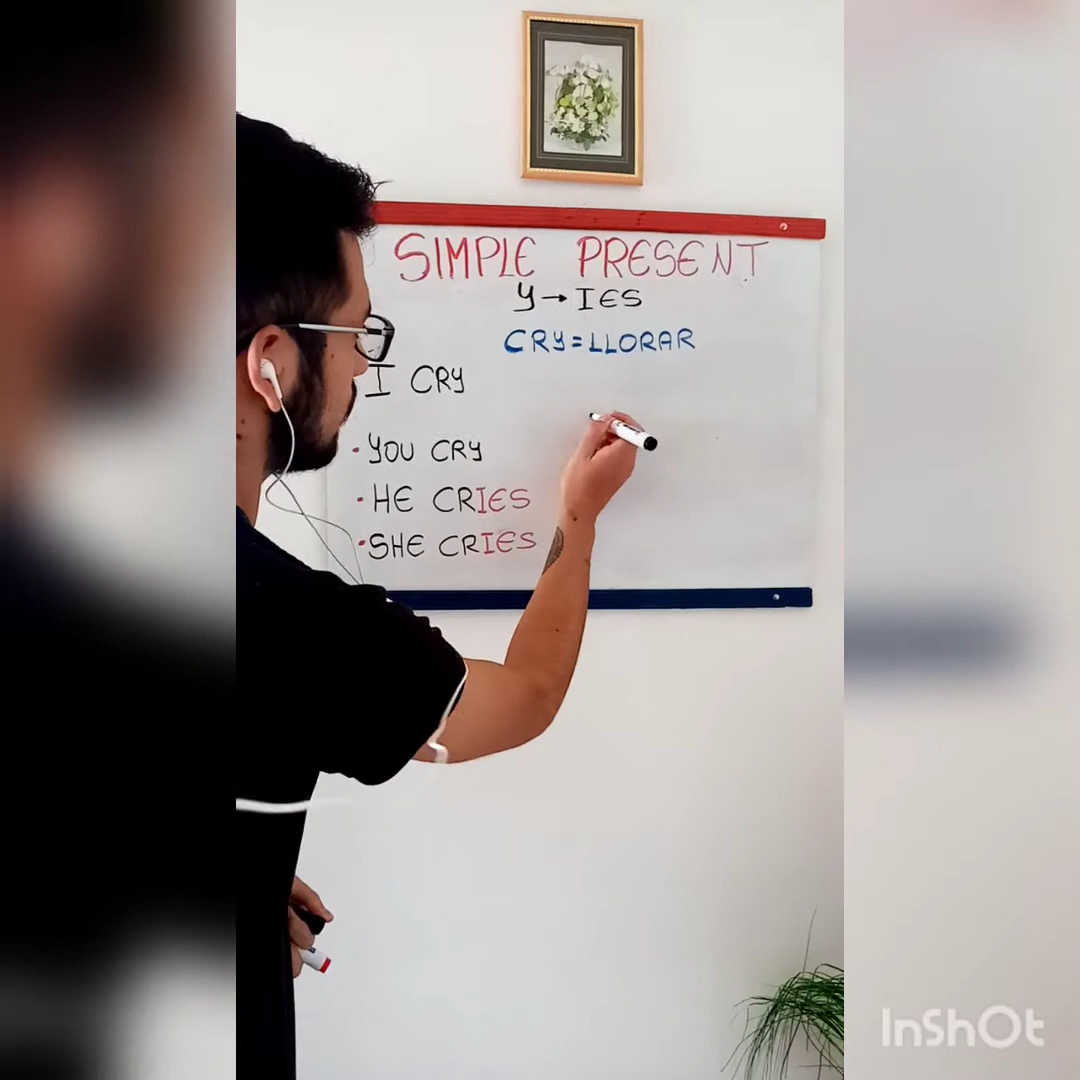 SIMPLE PRESENT
Y→IES
CRY=LLORAR
I CRY
•YOU CRY
•HE CRIES
•SHE CRIES
InShOt